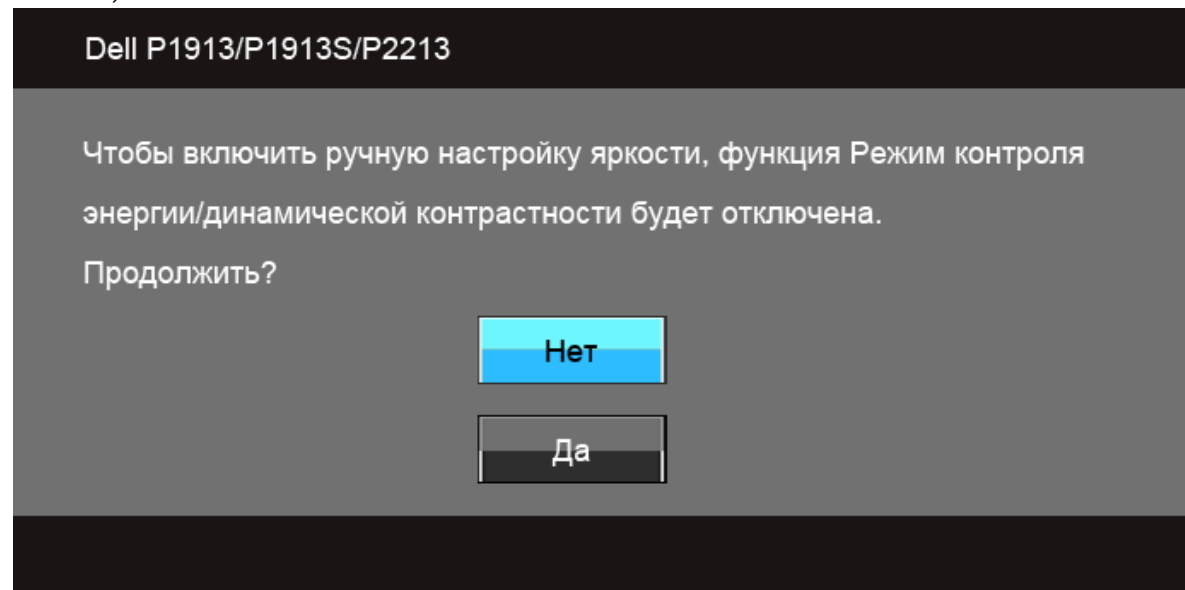 Dell P1913/P1913S/P2213
Чтобы включить ручную настройку яркости, функция Режим контроля
энергии/динамической контрастности будет отключена.
Продолжить?
Нет
Да